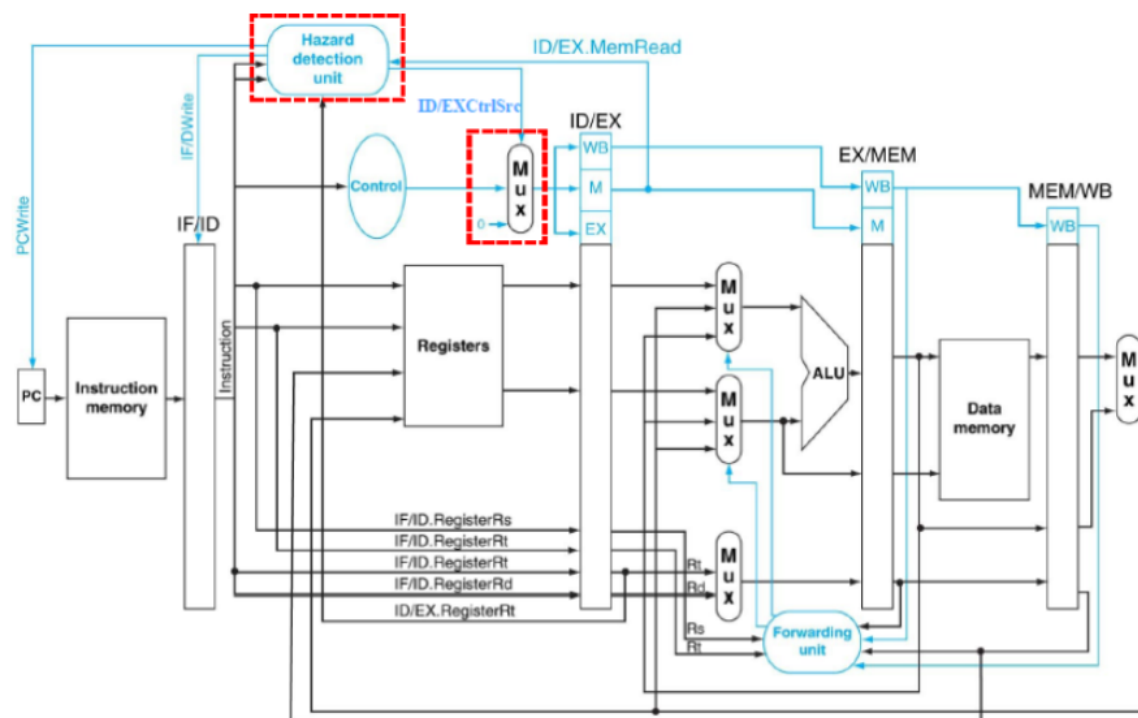 Hazard
detection
unit
ID/EX.MemRead
ID/EXCtrlSrc
ID/EX
IF/DWrite
PCWrite
WB
M
EX
Control
M
u
x
0
EX/MEM
WB
M
MEM/WB
WB
IF/ID
Instruction
PC
Instruction
memory
Registers
M
u
x
M
u
x
ALU
Data
memory
M
u
x
IF/ID.RegisterRs
IF/ID.RegisterRt
IF/ID.RegisterRt
IF/ID.RegisterRd
ID/EX.RegisterRt
Rt
Rd
M
u
x
Rs
Rt
Forwarding
unit